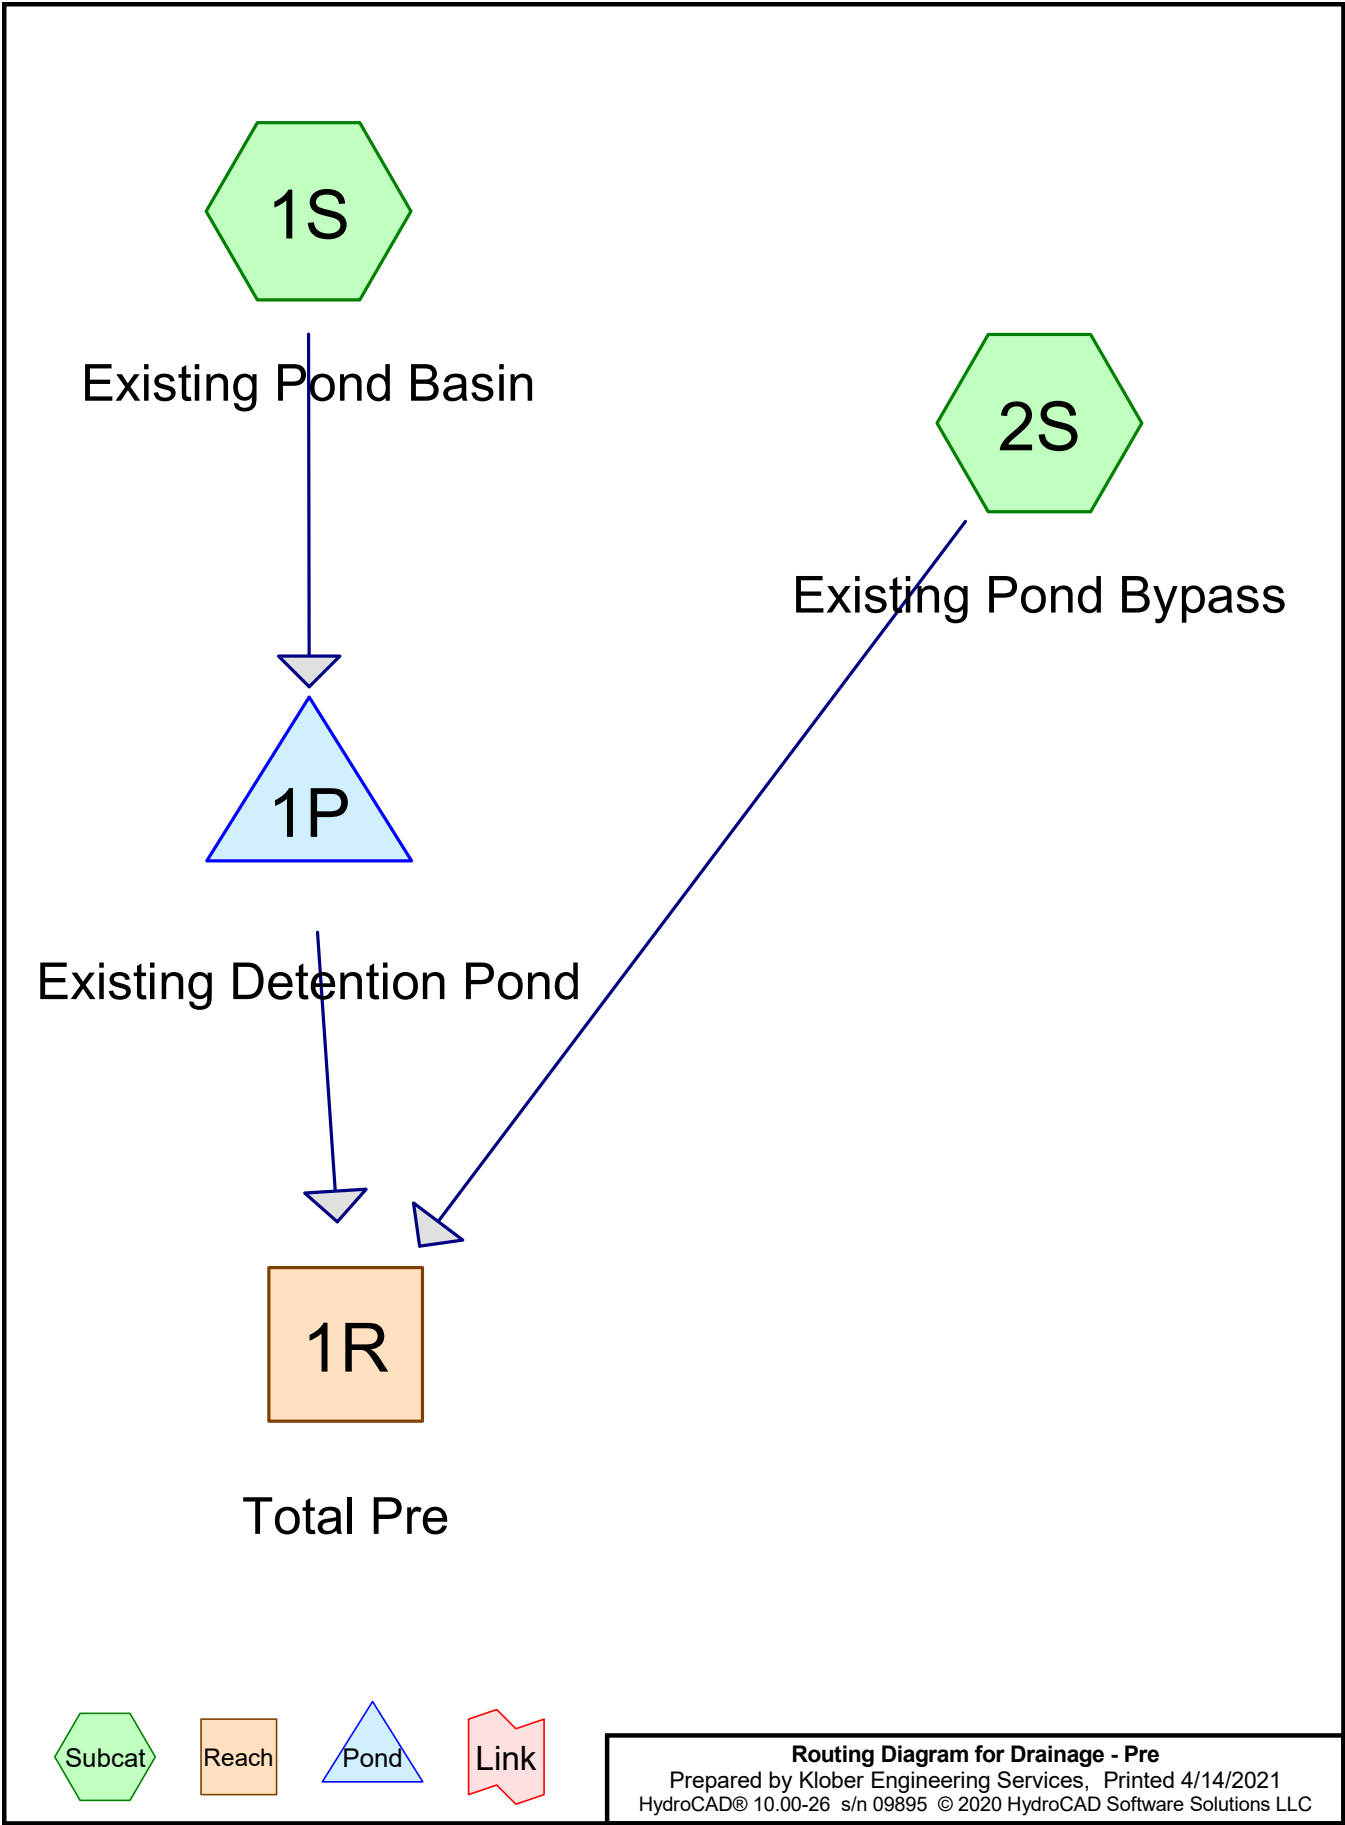 1S
Existing Pond Basin
2S
Existing Pond Bypass
1P
Existing Detention Pond
1R
Total Pre
Subcat
Reach
Pond
Link
Routing Diagram for Drainage - Pre
Prepared by Klober Engineering Services, Printed 4/14/2021
HydroCAD® 10.00-26 s/n 09895 © 2020 HydroCAD Software Solutions LLC